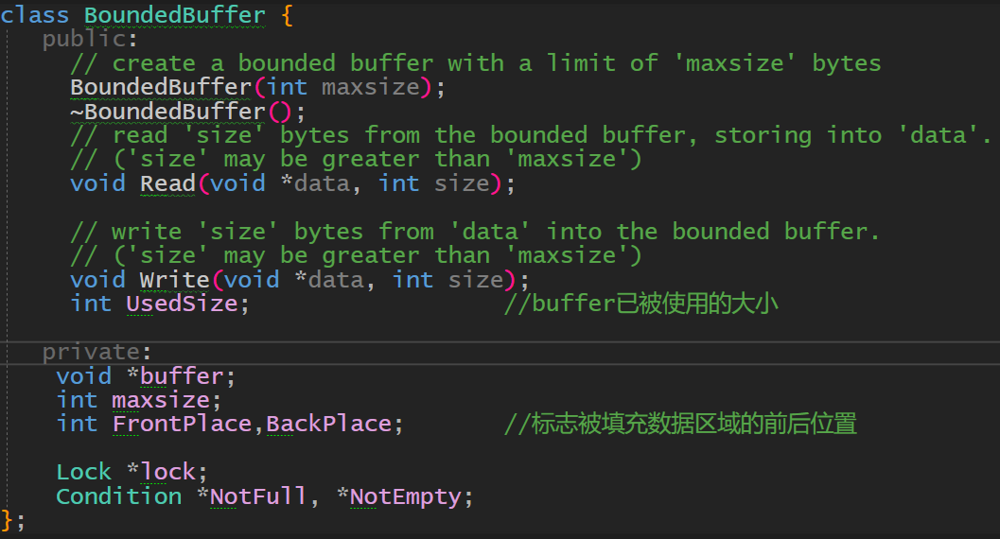 class BoundedBuffer {
public:
// create a bounded buffer with a limit of 'maxsize' bytes
BoundedBuffer(int maxsize);
~BoundedBuffer();
// read 'size' bytes from the bounded buffer, storing into 'data'.
// ('size' may be greater than 'maxsize')
void Read(void *data, int size);
// write 'size' bytes from 'data' into the bounded buffer.
// ('size' may be greater than 'maxsize')
void Write(void *data, int size);
int UsedSize; //buffer已被使用的大小
private:
void *buffer;
int maxsize;
int FrontPlace,BackPlace; //标志被填充数据区域的前后位置
Lock *lock;
Condition *NotFull, *NotEmpty;
};